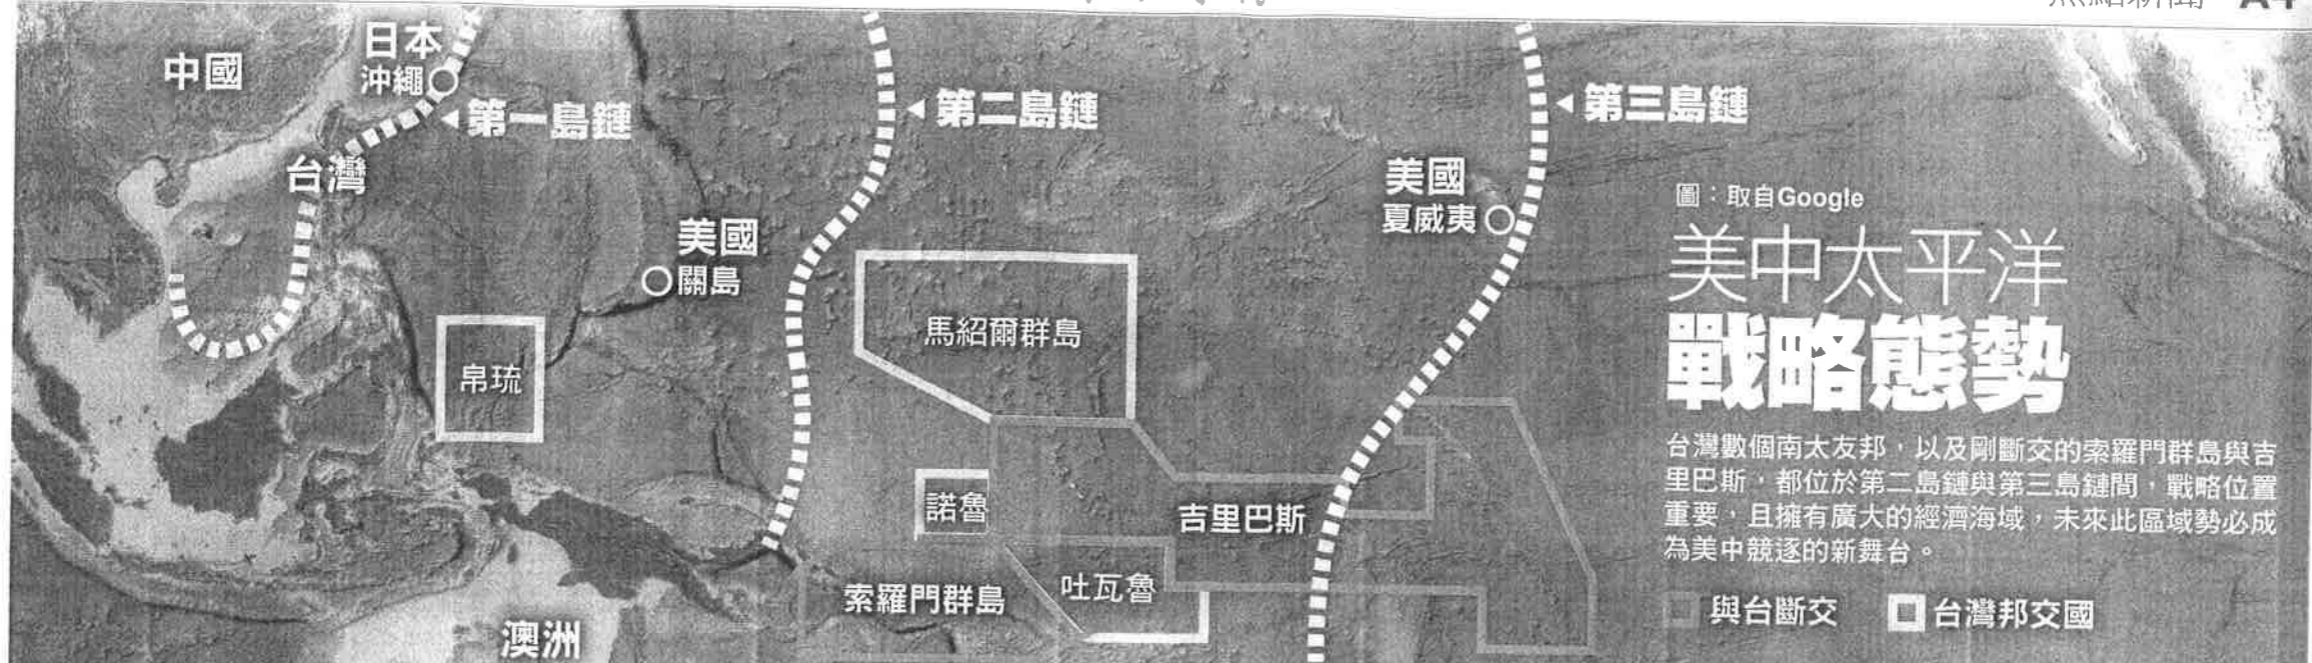 焦點新聞 A4
中國
日本
沖繩
第一島鏈
第二島鏈
第三島鏈
台灣
美國
關島
美國
夏威夷
圖：取自Google
美中太平洋
戰略態勢
帛琉
馬紹爾群島
諾魯
吉里巴斯
索羅門群島
吐瓦魯
澳洲
台灣數個南太友邦，以及剛斷交的索羅門群島與吉
里巴斯，都位於第二島鏈與第三島鏈間，戰略位置
重要，且擁有廣大的經濟海域，未來此區域勢必成
為美中競逐的新舞台。
與台斷交
台灣邦交國